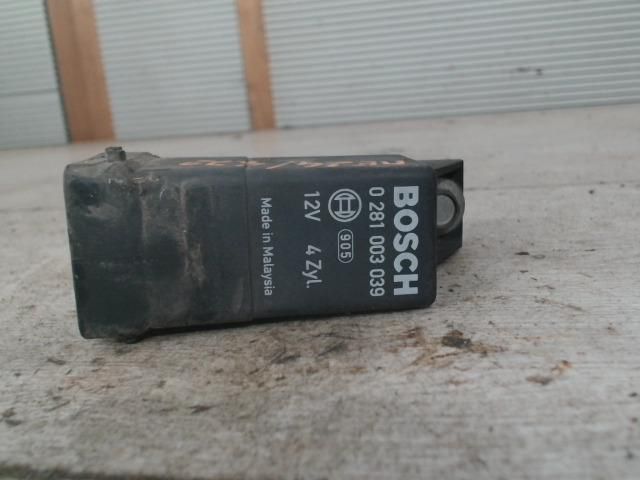 BOSCH
0 281 003 039
905
12V 4 Zyl.
Made in Malaysia